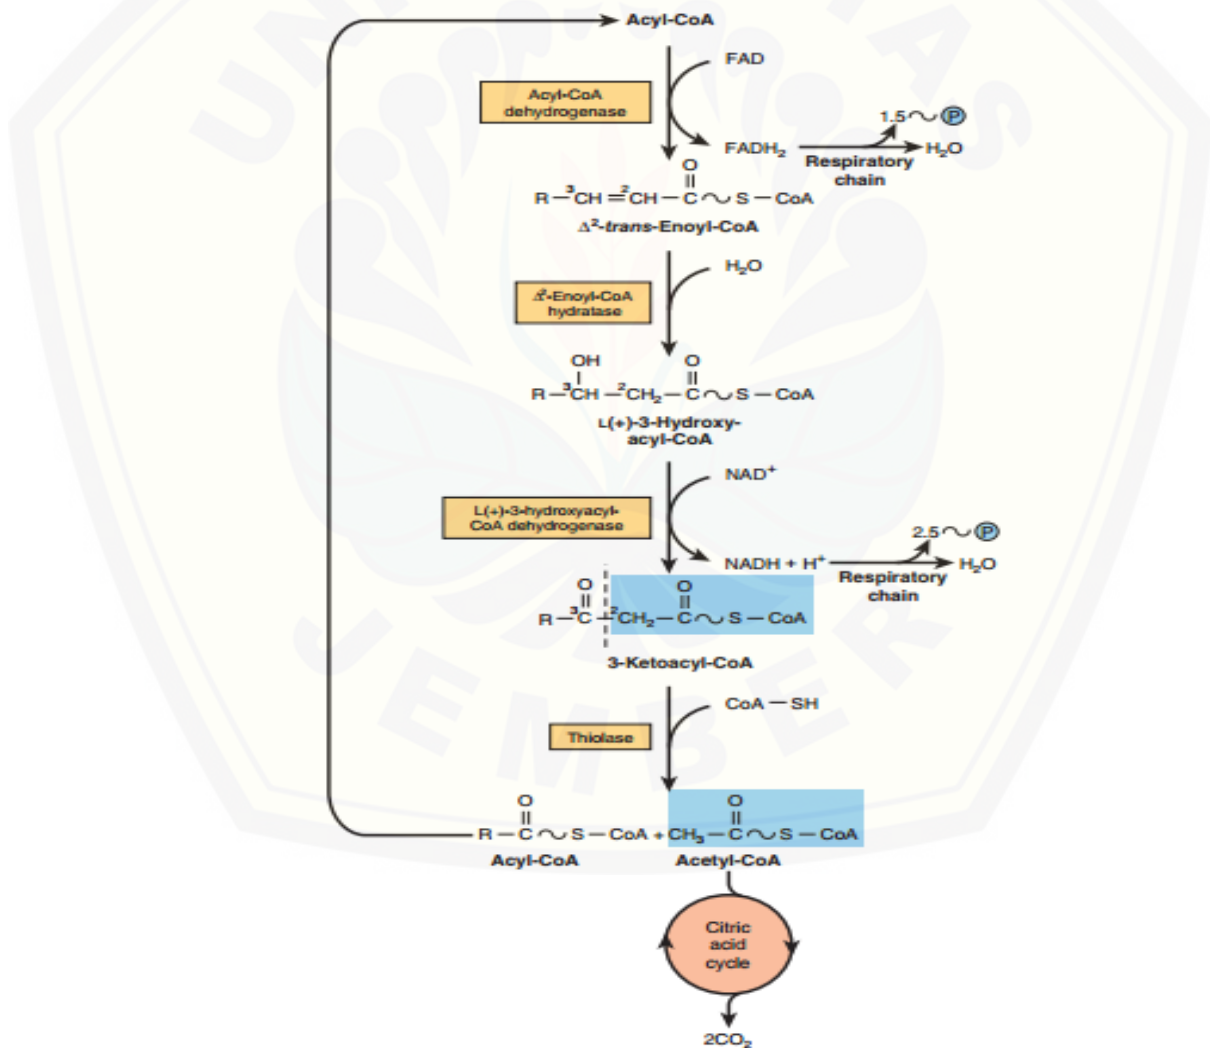 Acyl-CoA
FAD
Acyl-CoA
dehydrogenase
1.5～P
FADH₂
H₂O
Respiratory
chain
O
R—³CH=²CH—C～S—CoA
Δ²-trans-Enoyl-CoA
H₂O
Δ²-Enoyl-CoA
hydratase
OH O
R—³CH—²CH₂—C～S—CoA
L(+)-3-Hydroxy-
acyl-CoA
NAD⁺
L(+)-3-hydroxyacyl-
CoA dehydrogenase
2.5～P
NADH + H⁺
H₂O
Respiratory
chain
O O
R—³C—²CH₂—C～S—CoA
3-Ketoacyl-CoA
CoA—SH
Thiolase
O O
R—C～S—CoA + CH₃—C～S—CoA
Acyl-CoA Acetyl-CoA
Citric
acid
cycle
2CO₂
UN TAS
JEMBER